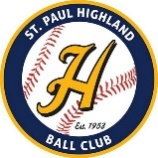 ST. PAUL HIGHLAND
H
Est. 1953
BALL CLUB